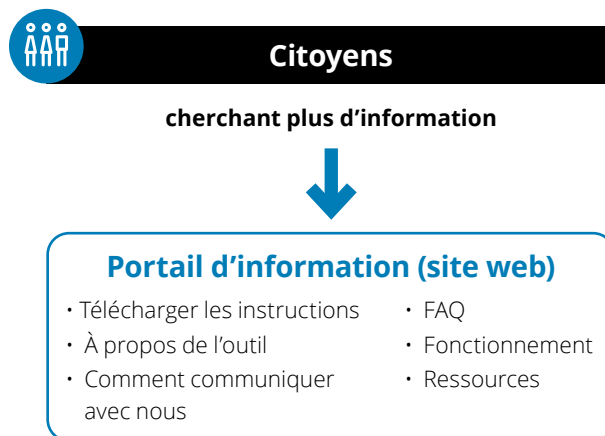 Citoyens
cherchant plus d’information
Portail d’information (site web)
• Télécharger les instructions
• À propos de l’outil
• Comment communiquer
avec nous
• FAQ
• Fonctionnement
• Ressources